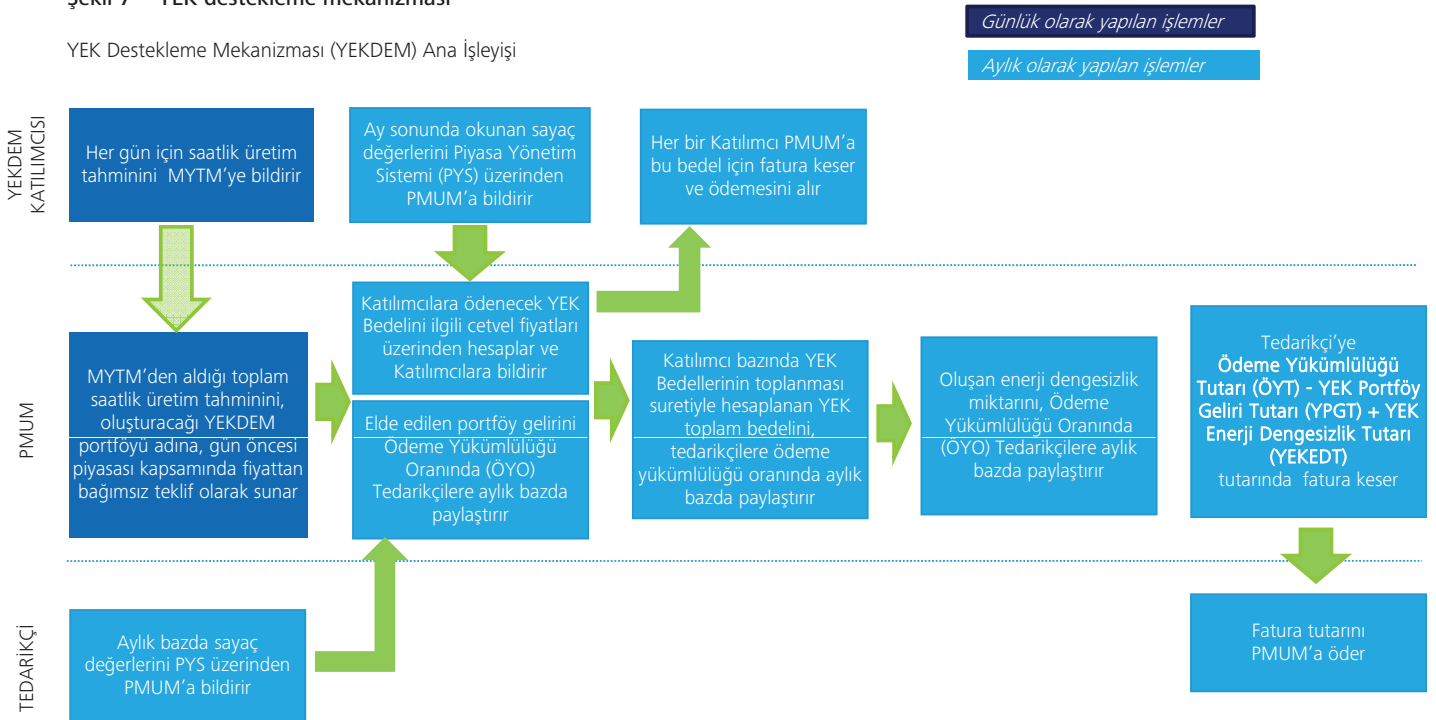 Şekil 7 – YEK destekleme mekanizması
YEK Destekleme Mekanizması (YEKDEM) Ana İşleyişi
Günlük olarak yapılan işlemler
Aylık olarak yapılan işlemler
YEKDEM
KATILIMCISI
Her gün için saatlik üretim
tahminini MYTM’ye bildirir
Ay sonunda okunan sayaç
değerlerini Piyasa Yönetim
Sistemi (PYS) üzerinden
PMUM’a bildirir
Her bir Katılımcı PMUM’a
bu bedel için fatura keser
ve ödemesini alır
PMUM
MYTM’den aldığı toplam
saatlik üretim tahminini,
oluşturacağı YEKDEM
portföyü adına, gün öncesi
piyasası kapsamında fiyattan
bağımsız teklif olarak sunar
Katılımcılara ödenecek YEK
Bedelini ilgili cetvel fiyatları
üzerinden hesaplar ve
Katılımcılara bildirir
Elde edilen portföy gelirini
Ödeme Yükümlülüğü
Oranında (ÖYO)
Tedarikçilere aylık bazda
paylaştırır
Katılımcı bazında YEK
Bedellerinin toplanması
suretiyle hesaplanan YEK
toplam bedelini,
tedarikçilere ödeme
yükümlülüğü oranında aylık
bazda paylaştırır
Oluşan enerji dengesizlik
miktarını, Ödeme
Yükümlülüğü Oranında
(ÖYO) Tedarikçilere aylık
bazda paylaştırır
Tedarikçi’ye
Ödeme Yükümlülüğü
Tutarı (ÖYT) - YEK Portföy
Geliri Tutarı (YPGT) + YEK
Enerji Dengesizlik Tutarı
(YEKEDT)
tutarında fatura keser
TEDARİKÇİ
Aylık bazda sayaç
değerlerini PYS üzerinden
PMUM’a bildirir
Fatura tutarını
PMUM’a öder